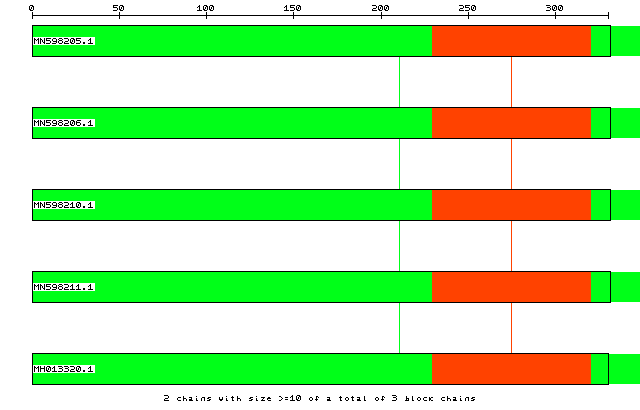 0 50 100 150 200 250 300
MN598205.1
MN598206.1
MN598210.1
MN598211.1
MH013320.1
2 chains with size >=10 of a total of 3 block chains